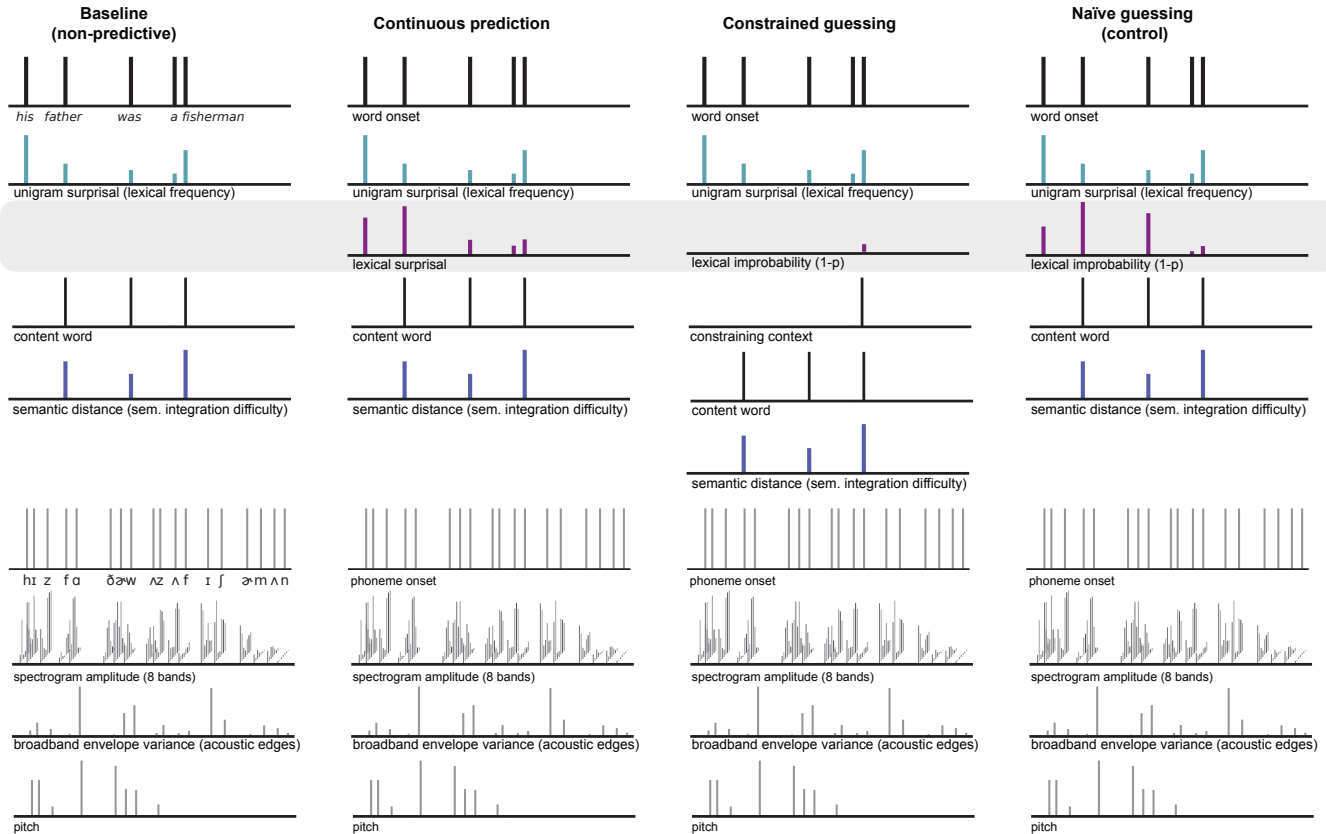 Baseline
(non-predictive)
Continuous prediction
Constrained guessing
Naïve guessing
(control)
his father was a fisherman
word onset
word onset
word onset
unigram surprisal (lexical frequency)
unigram surprisal (lexical frequency)
unigram surprisal (lexical frequency)
unigram surprisal (lexical frequency)
lexical surprisal
lexical improbability (1-p)
lexical improbability (1-p)
content word
content word
constraining context
content word
semantic distance (sem. integration difficulty)
semantic distance (sem. integration difficulty)
content word
semantic distance (sem. integration difficulty)
semantic distance (sem. integration difficulty)
hɪ z f ɑ ðɚw ʌz ʌ f ɪ ʃ ɚ m ʌ n
phoneme onset
phoneme onset
phoneme onset
spectrogram amplitude (8 bands)
spectrogram amplitude (8 bands)
spectrogram amplitude (8 bands)
spectrogram amplitude (8 bands)
broadband envelope variance (acoustic edges)
broadband envelope variance (acoustic edges)
broadband envelope variance (acoustic edges)
broadband envelope variance (acoustic edges)
pitch
pitch
pitch
pitch